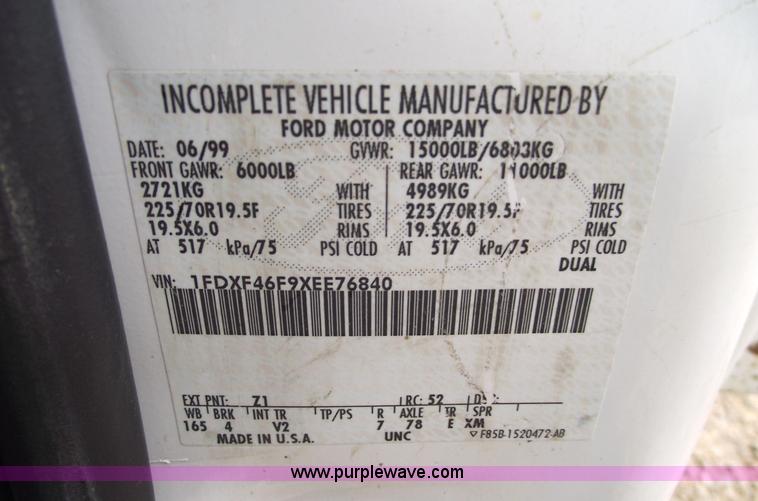 INCOMPLETE VEHICLE MANUFACTURED BY
FORD MOTOR COMPANY
DATE: 06/99 GVWR: 15000LB/6803KG
FRONT GAWR: 6000LB REAR GAWR: 11000LB
2721KG WITH 4989KG WITH
225/70R19.5F TIRES 225/70R19.5F TIRES
19.5X6.0 RIMS 19.5X6.0 RIMS
AT 517 kPa/75 PSI COLD AT 517 kPa/75 PSI COLD
DUAL
VIN: 1FDXF46F9XEE76840
EXT PNT: Z1 RC: 52
WB BRK INT TR TP/PS R AXLE TR SPR
165 4 V2 7 78 E XM
MADE IN U.S.A. UNC F85B-1520472-AB
www.purplewave.com